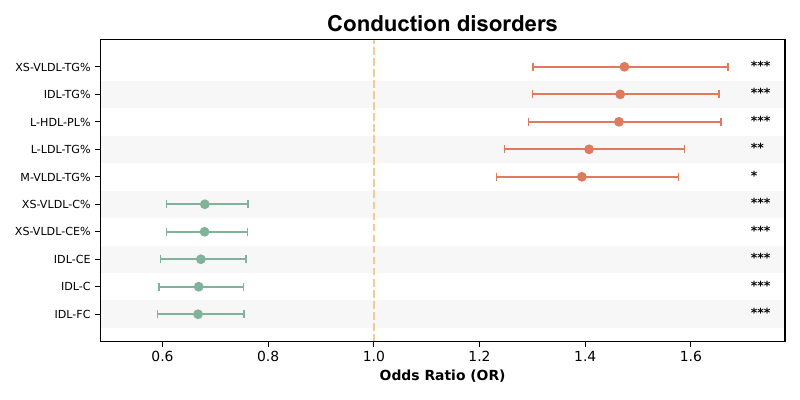 Conduction disorders
XS-VLDL-TG% ***
IDL-TG% ***
L-HDL-PL% ***
L-LDL-TG% **
M-VLDL-TG% *
XS-VLDL-C% ***
XS-VLDL-CE% ***
IDL-CE ***
IDL-C ***
IDL-FC ***
0.6 0.8 1.0 1.2 1.4 1.6
Odds Ratio (OR)